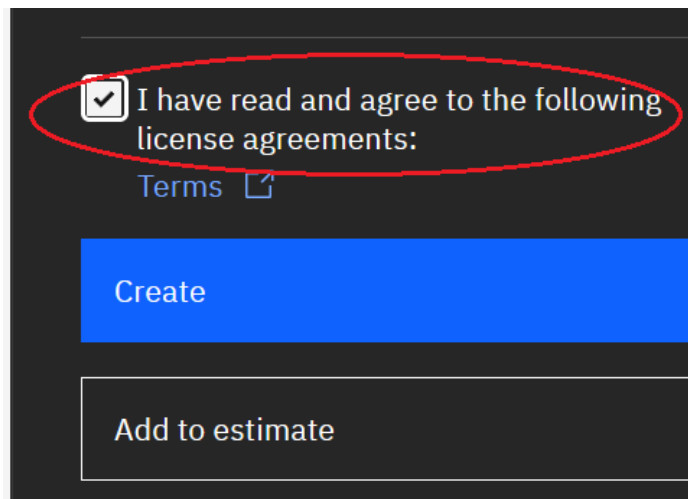 I have read and agree to the following
license agreements:
Terms
Create
Add to estimate